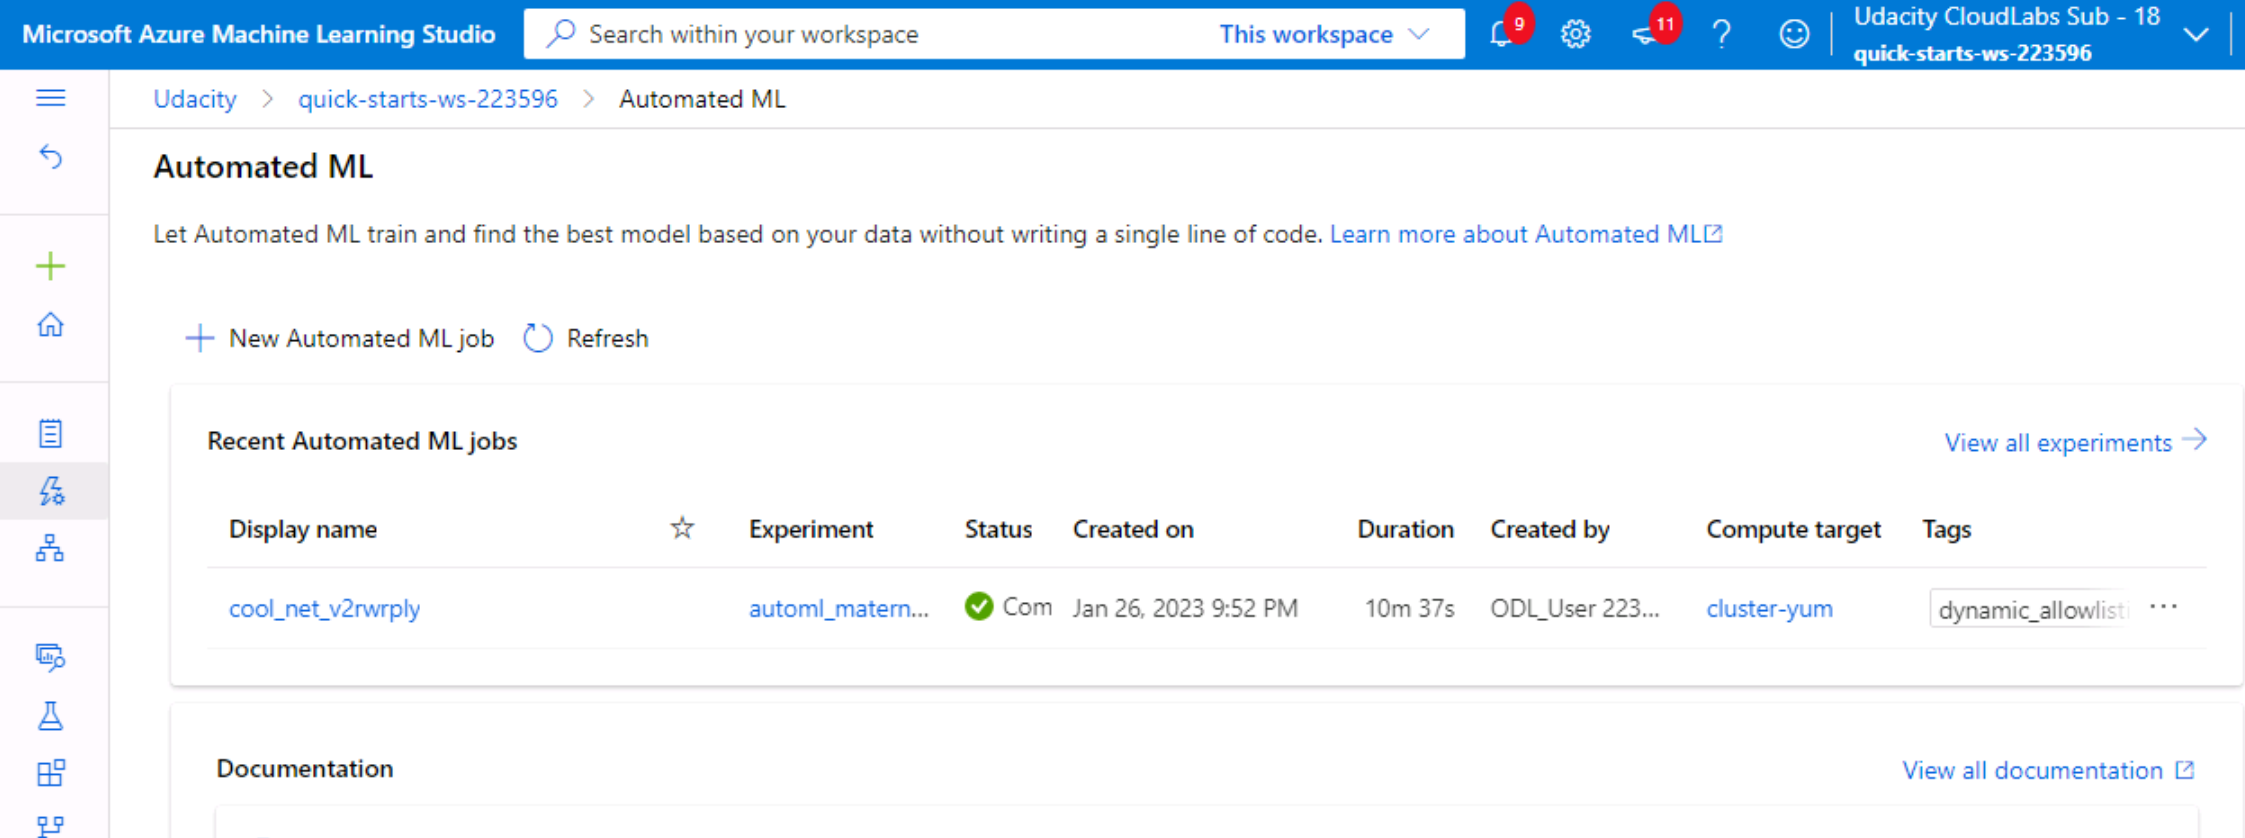 Microsoft Azure Machine Learning Studio
Search within your workspace
This workspace
9
11
Udacity CloudLabs Sub - 18
quick-starts-ws-223596
Udacity > quick-starts-ws-223596 > Automated ML
Automated ML
Let Automated ML train and find the best model based on your data without writing a single line of code. Learn more about Automated ML
New Automated ML job
Refresh
Recent Automated ML jobs
View all experiments
Display name Experiment Status Created on Duration Created by Compute target Tags
cool_net_v2rwrply automl_matern... Com Jan 26, 2023 9:52 PM 10m 37s ODL_User 223... cluster-yum dynamic_allowlisti ...
Documentation
View all documentation